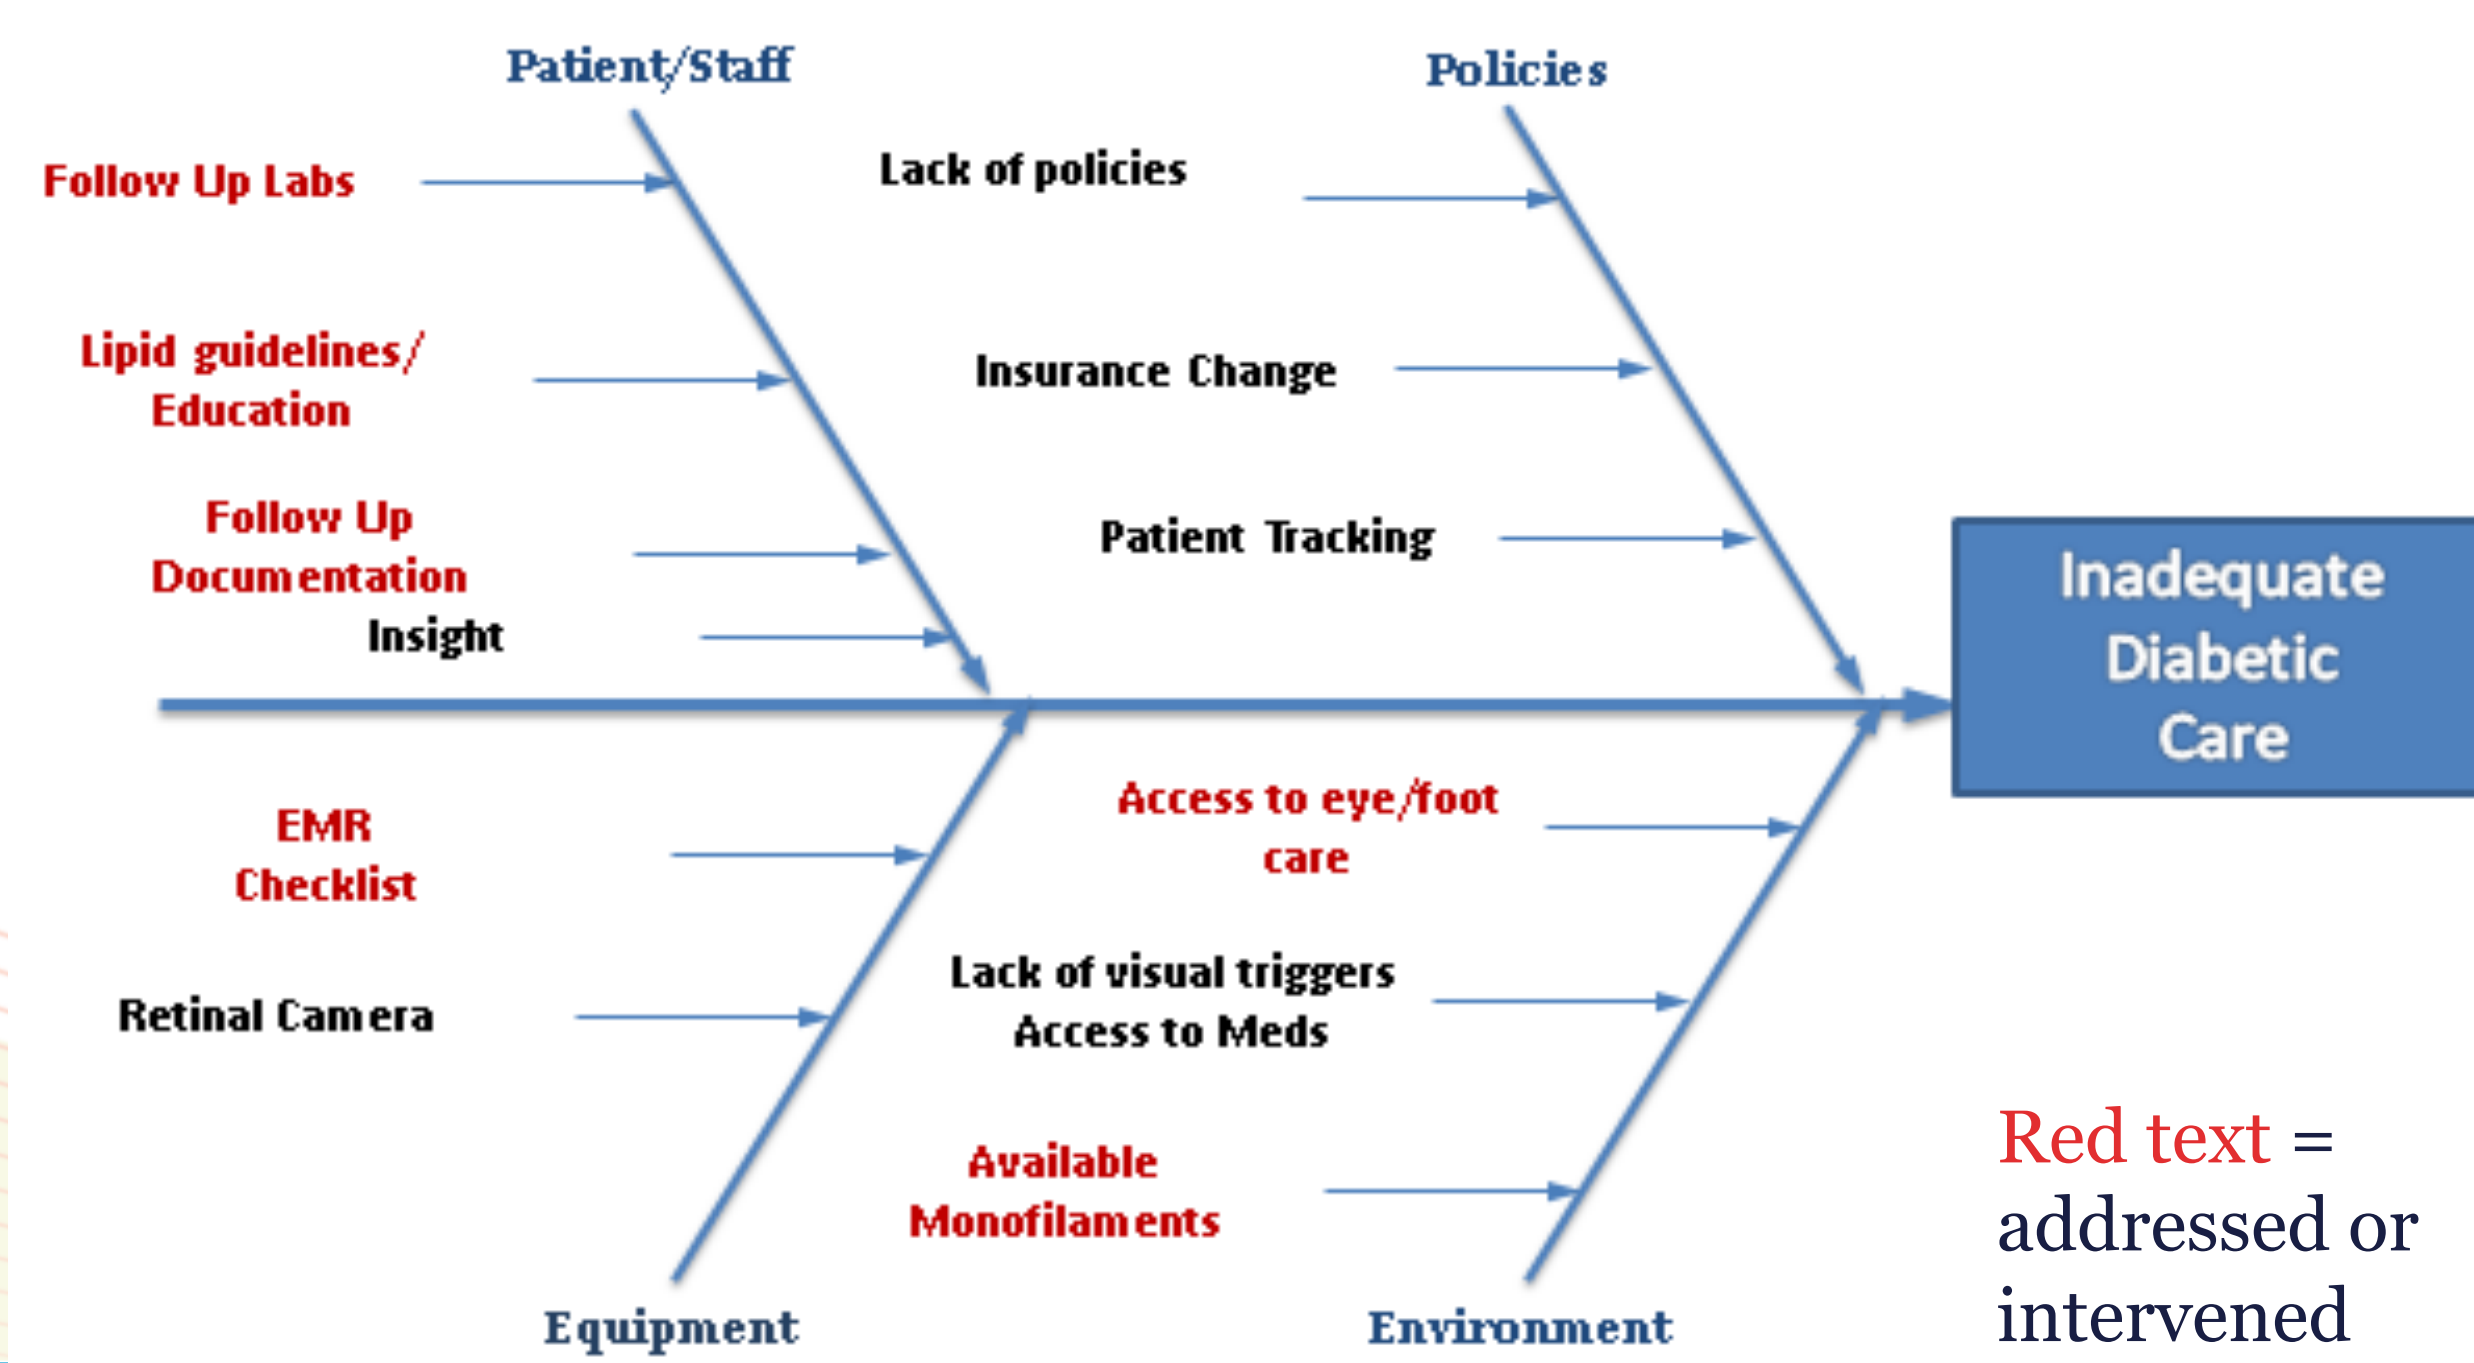 Patient/Staff
Policies
Follow Up Labs
Lack of policies
Lipid guidelines/
Education
Insurance Change
Follow Up
Documentation
Patient Tracking
Insight
Inadequate
Diabetic
Care
EMR
Checklist
Access to eye/foot
care
Retinal Camera
Lack of visual triggers
Access to Meds
Available
Monofilaments
Red text =
addressed or
intervened
Equipment
Environment